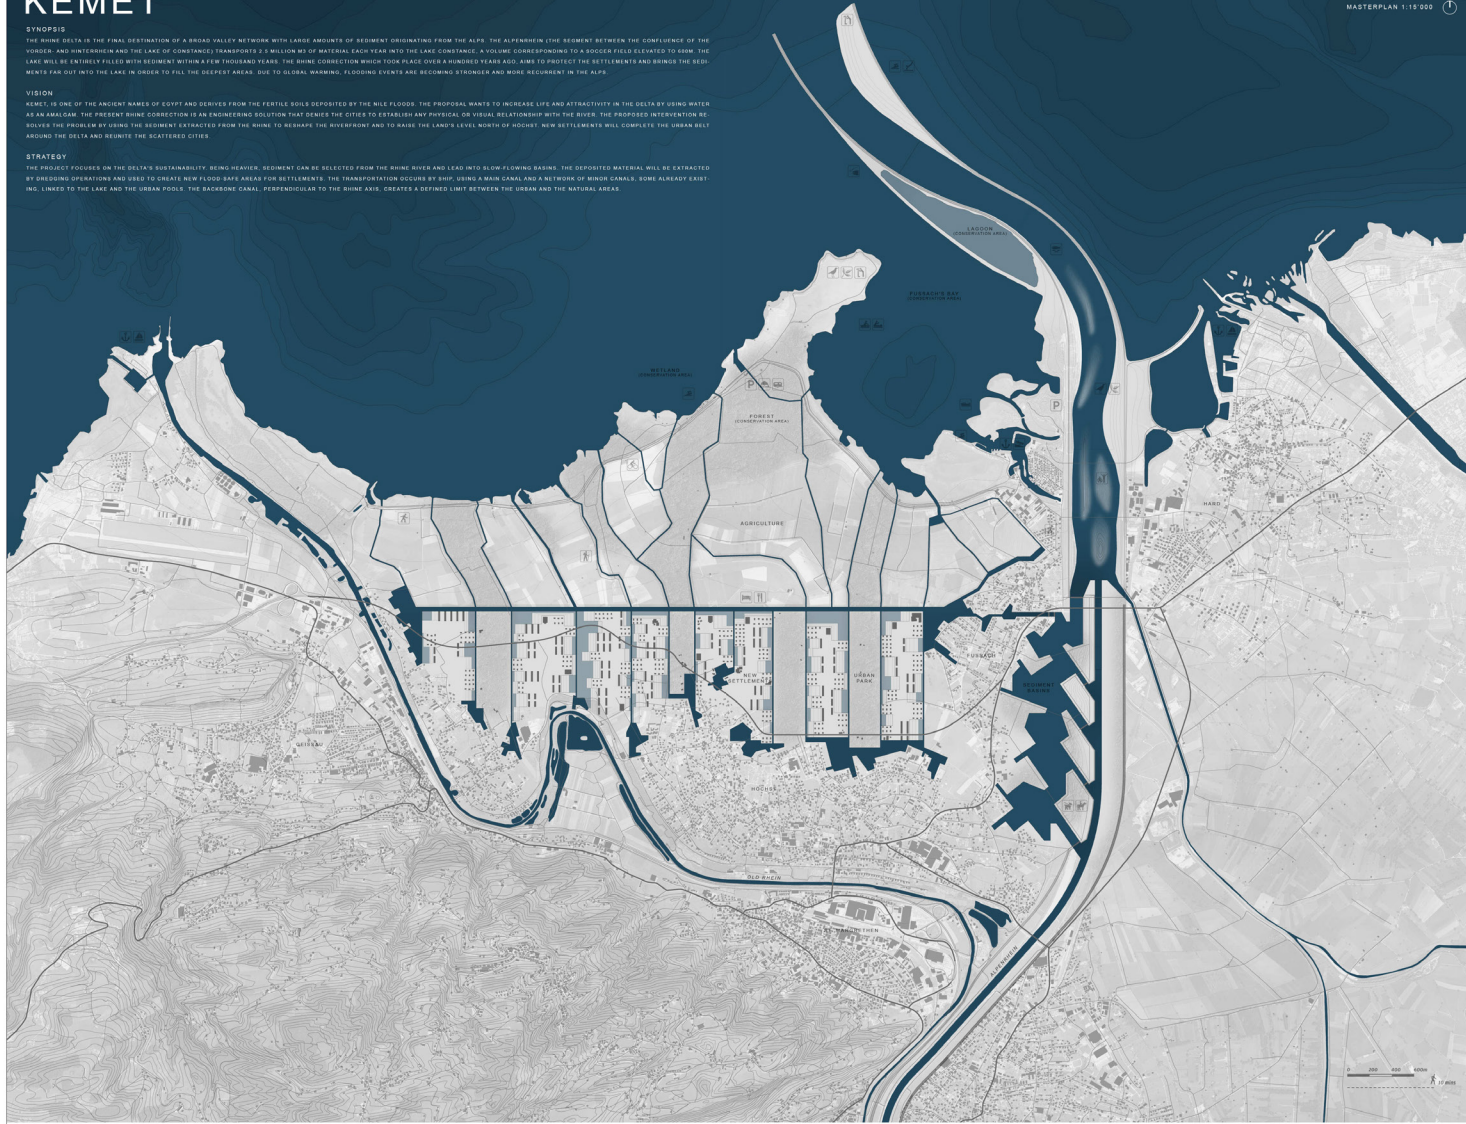 KEMET
MASTERPLAN 1:15'000
SYNOPSIS
THE RHINE DELTA IS THE FINAL DESTINATION OF A BROAD VALLEY NETWORK WITH LARGE AMOUNTS OF SEDIMENT ORIGINATING FROM THE ALPS. THE ALPENRHEIN (THE SEGMENT BETWEEN THE CONFLUENCE OF THE
VORDER- AND HINTERRHEIN AND THE LAKE OF CONSTANCE) TRANSPORTS 2.5 MILLION M3 OF MATERIAL EACH YEAR INTO THE LAKE CONSTANCE, A VOLUME CORRESPONDING TO A SOCCER FIELD ELEVATED TO 600M. THE
LAKE WILL BE ENTIRELY FILLED WITH SEDIMENT WITHIN A FEW THOUSAND YEARS. THE RHINE CORRECTION WHICH TOOK PLACE OVER A HUNDRED YEARS AGO, AIMS TO PROTECT THE SETTLEMENTS AND BRINGS THE SEDI-
MENTS FAR OUT INTO THE LAKE IN ORDER TO FILL THE DEEPEST AREAS. DUE TO GLOBAL WARMING, FLOODING EVENTS ARE BECOMING STRONGER AND MORE RECURRENT IN THE ALPS.
VISION
KEMET, IS ONE OF THE ANCIENT NAMES OF EGYPT AND DERIVES FROM THE FERTILE SOILS DEPOSITED BY THE NILE FLOODS. THE PROPOSAL WANTS TO INCREASE LIFE AND ATTRACTIVITY IN THE DELTA BY USING WATER
AS AN AMALGAM. THE PRESENT RHINE CORRECTION IS AN ENGINEERING SOLUTION THAT DENIES THE CITIES TO ESTABLISH ANY PHYSICAL OR VISUAL RELATIONSHIP WITH THE RIVER. THE PROPOSED INTERVENTION RE-
SOLVES THE PROBLEM BY USING THE SEDIMENT EXTRACTED FROM THE RHINE TO RESHAPE THE RIVERFRONT AND TO RAISE THE LAND'S LEVEL NORTH OF HÖCHST. NEW SETTLEMENTS WILL COMPLETE THE URBAN BELT
AROUND THE DELTA AND REUNITE THE SCATTERED CITIES
STRATEGY
THE PROJECT FOCUSES ON THE DELTA'S SUSTAINABILITY. BEING HEAVIER, SEDIMENT CAN BE SELECTED FROM THE RHINE RIVER AND LEAD INTO SLOW-FLOWING BASINS. THE DEPOSITED MATERIAL WILL BE EXTRACTED
BY DREDGING OPERATIONS AND USED TO CREATE NEW FLOOD-SAFE AREAS FOR SETTLEMENTS. THE TRANSPORTATION OCCURS BY SHIP, USING A MAIN CANAL AND A NETWORK OF MINOR CANALS, SOME ALREADY EXIST-
ING, LINKED TO THE LAKE AND THE URBAN POOLS. THE BACKBONE CANAL, PERPENDICULAR TO THE RHINE AXIS, CREATES A DEFINED LIMIT BETWEEN THE URBAN AND THE NATURAL AREAS.
LAGOON
(CONSERVATION AREA)
FUSSACH'S BAY
(CONSERVATION AREA)
WETLAND
(CONSERVATION AREA)
P
FOREST
(CONSERVATION AREA)
P
HARD
AGRICULTURE
FUSSACH
NEW
SETTLEMENT
URBAN
PARK
SEDIMENT
BASINS
GEISSAU
HÖCHST
OLD RHEIN
ST. MARGRETHEN
ALPENRHEIN
0 200 400 600m
10 MINS